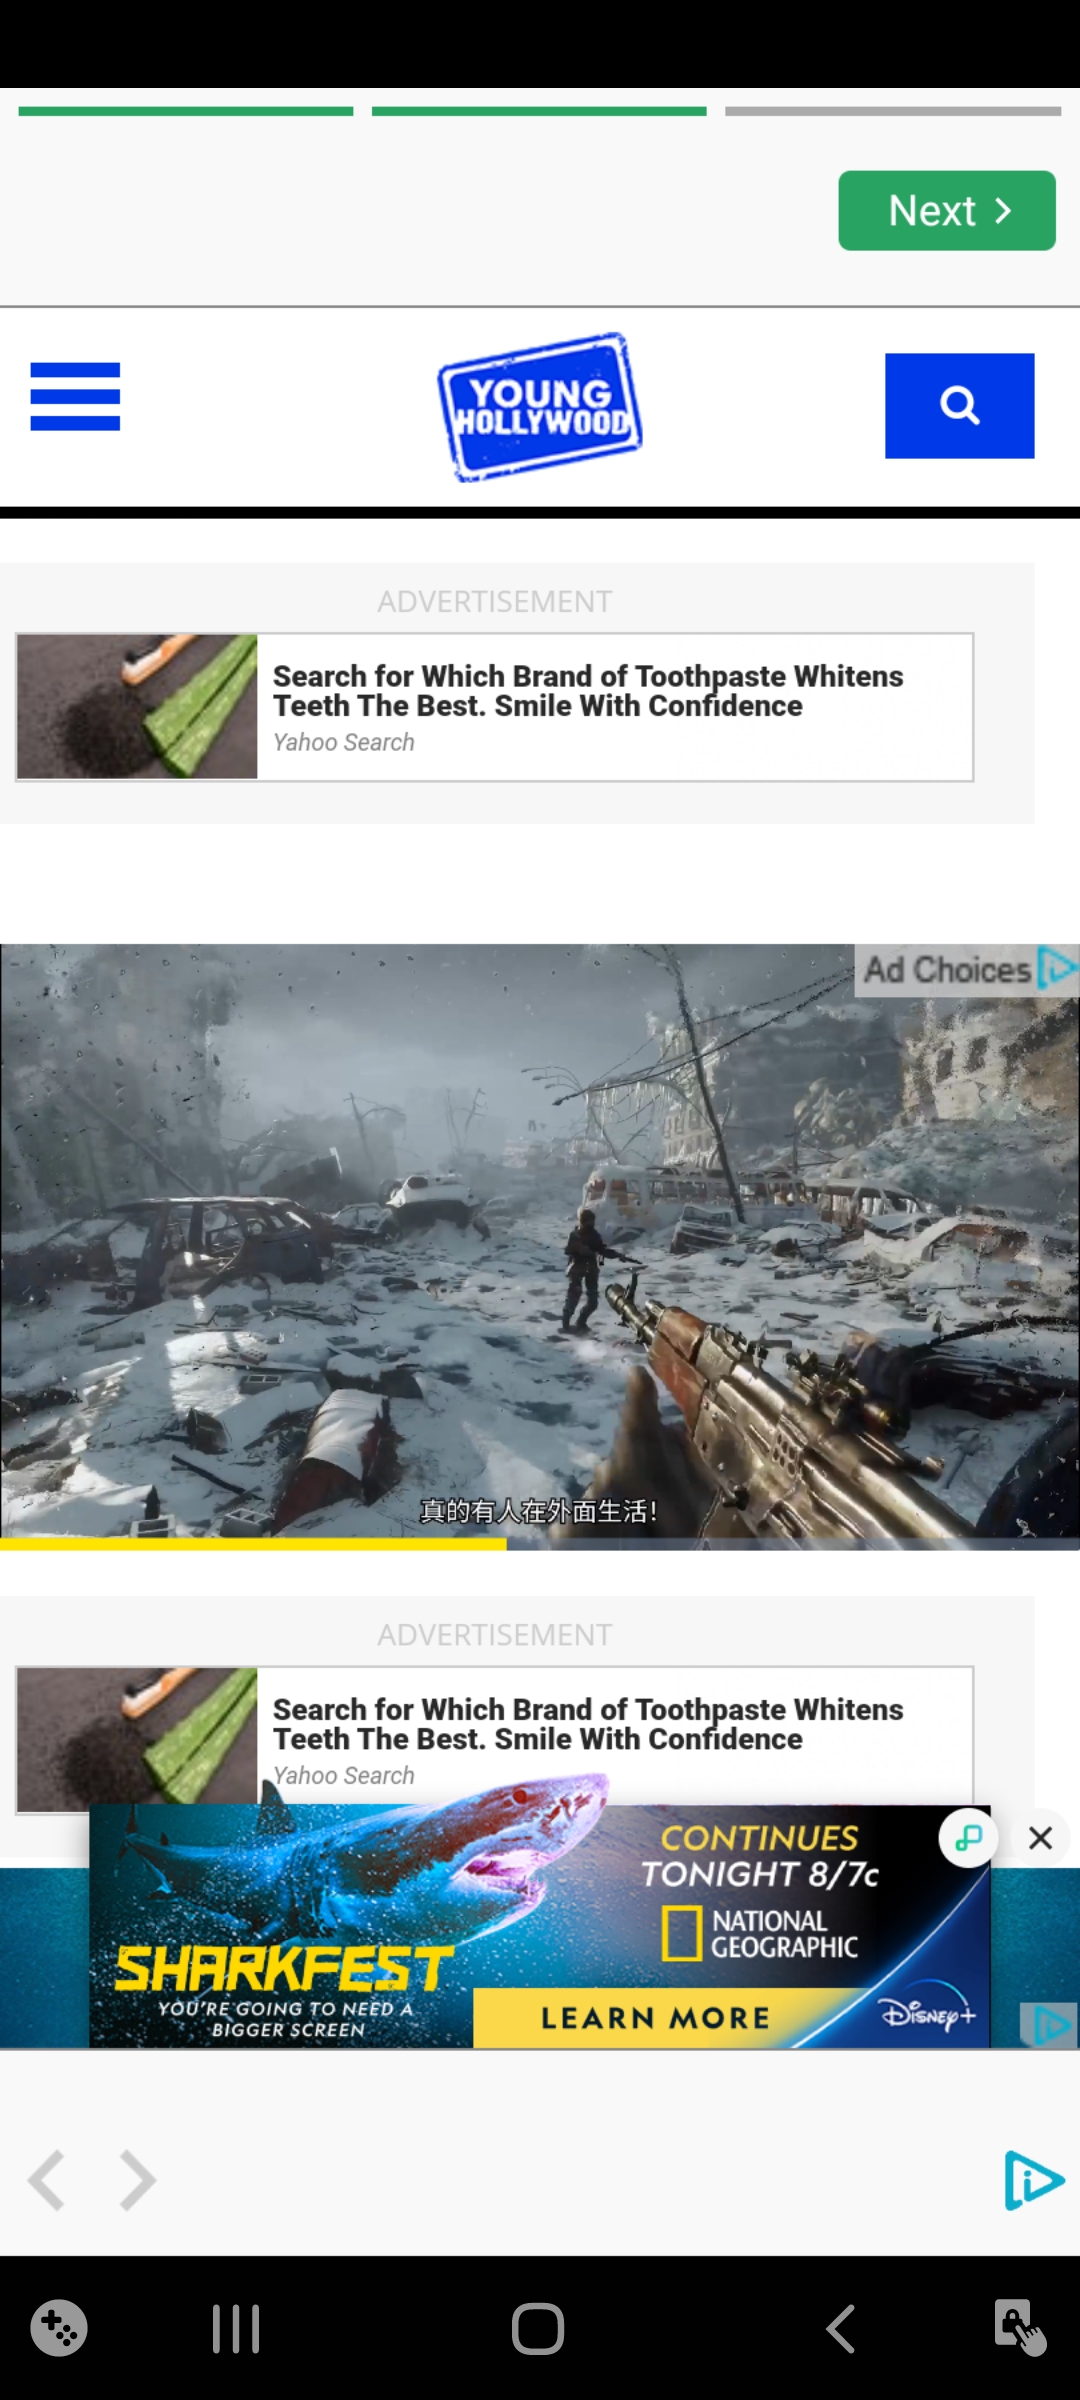 Next
YOUNG
HOLLYWOOD
ADVERTISEMENT
Search for Which Brand of Toothpaste Whitens
Teeth The Best. Smile With Confidence
Yahoo Search
Ad Choices
真的有人在外面生活!
ADVERTISEMENT
Search for Which Brand of Toothpaste Whitens
Teeth The Best. Smile With Confidence
Yahoo Search
CONTINUES
TONIGHT 8/7c
NATIONAL
GEOGRAPHIC
SHARKFEST
YOU'RE GOING TO NEED A
BIGGER SCREEN
LEARN MORE
Disney+